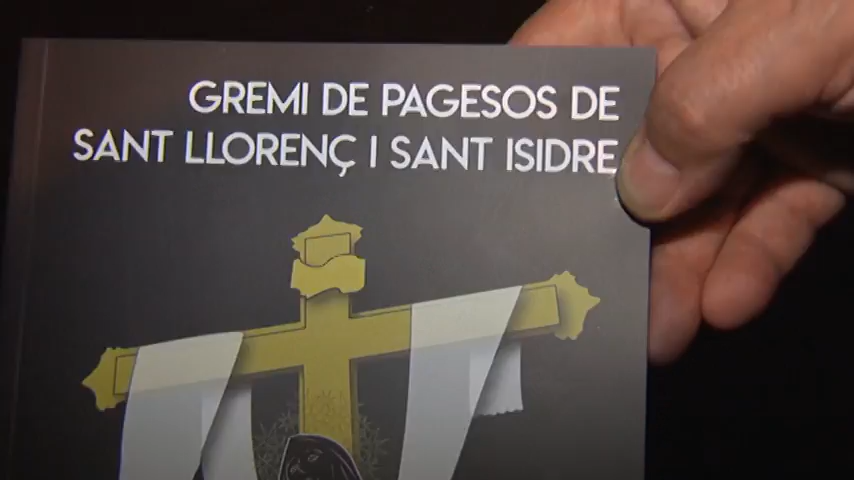 GREMI DE PAGESOS DE
SANT LLORENÇ I SANT ISIDRE